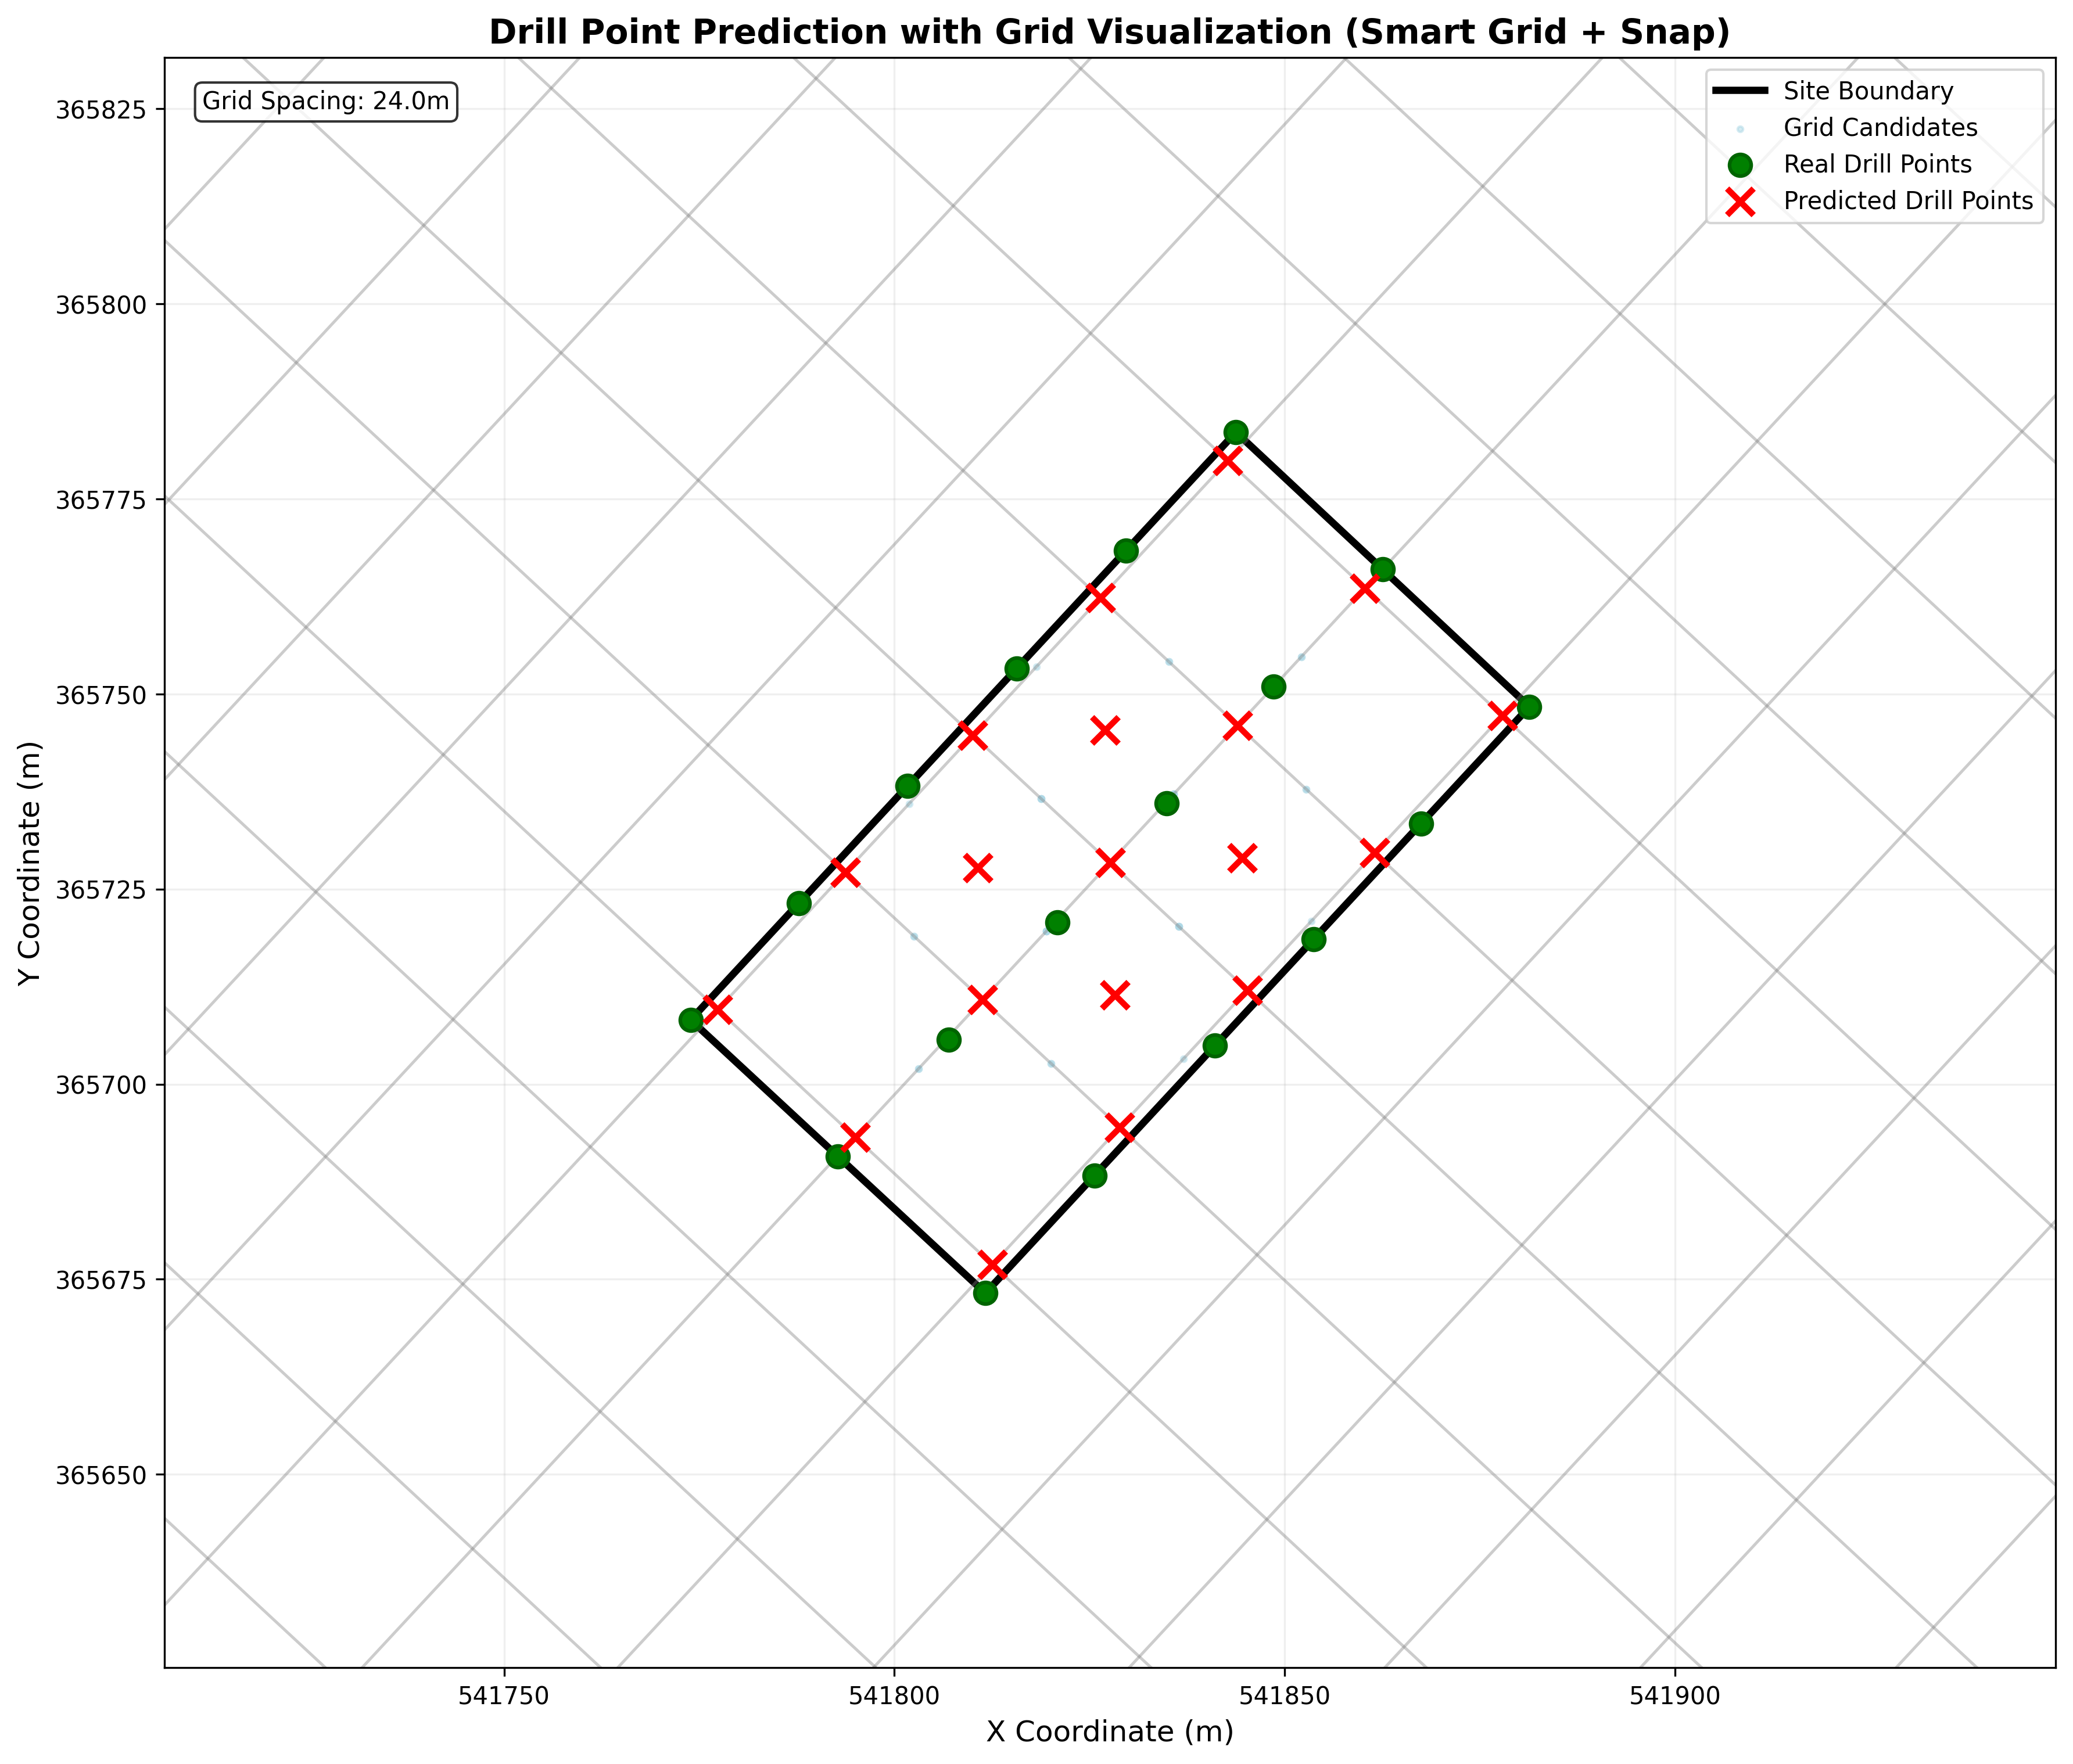 Drill Point Prediction with Grid Visualization (Smart Grid + Snap)
Grid Spacing: 24.0m
Site Boundary
Grid Candidates
Real Drill Points
Predicted Drill Points
365825
365800
365775
365750
365725
365700
365675
365650
Y Coordinate (m)
541750
541800
541850
541900
X Coordinate (m)